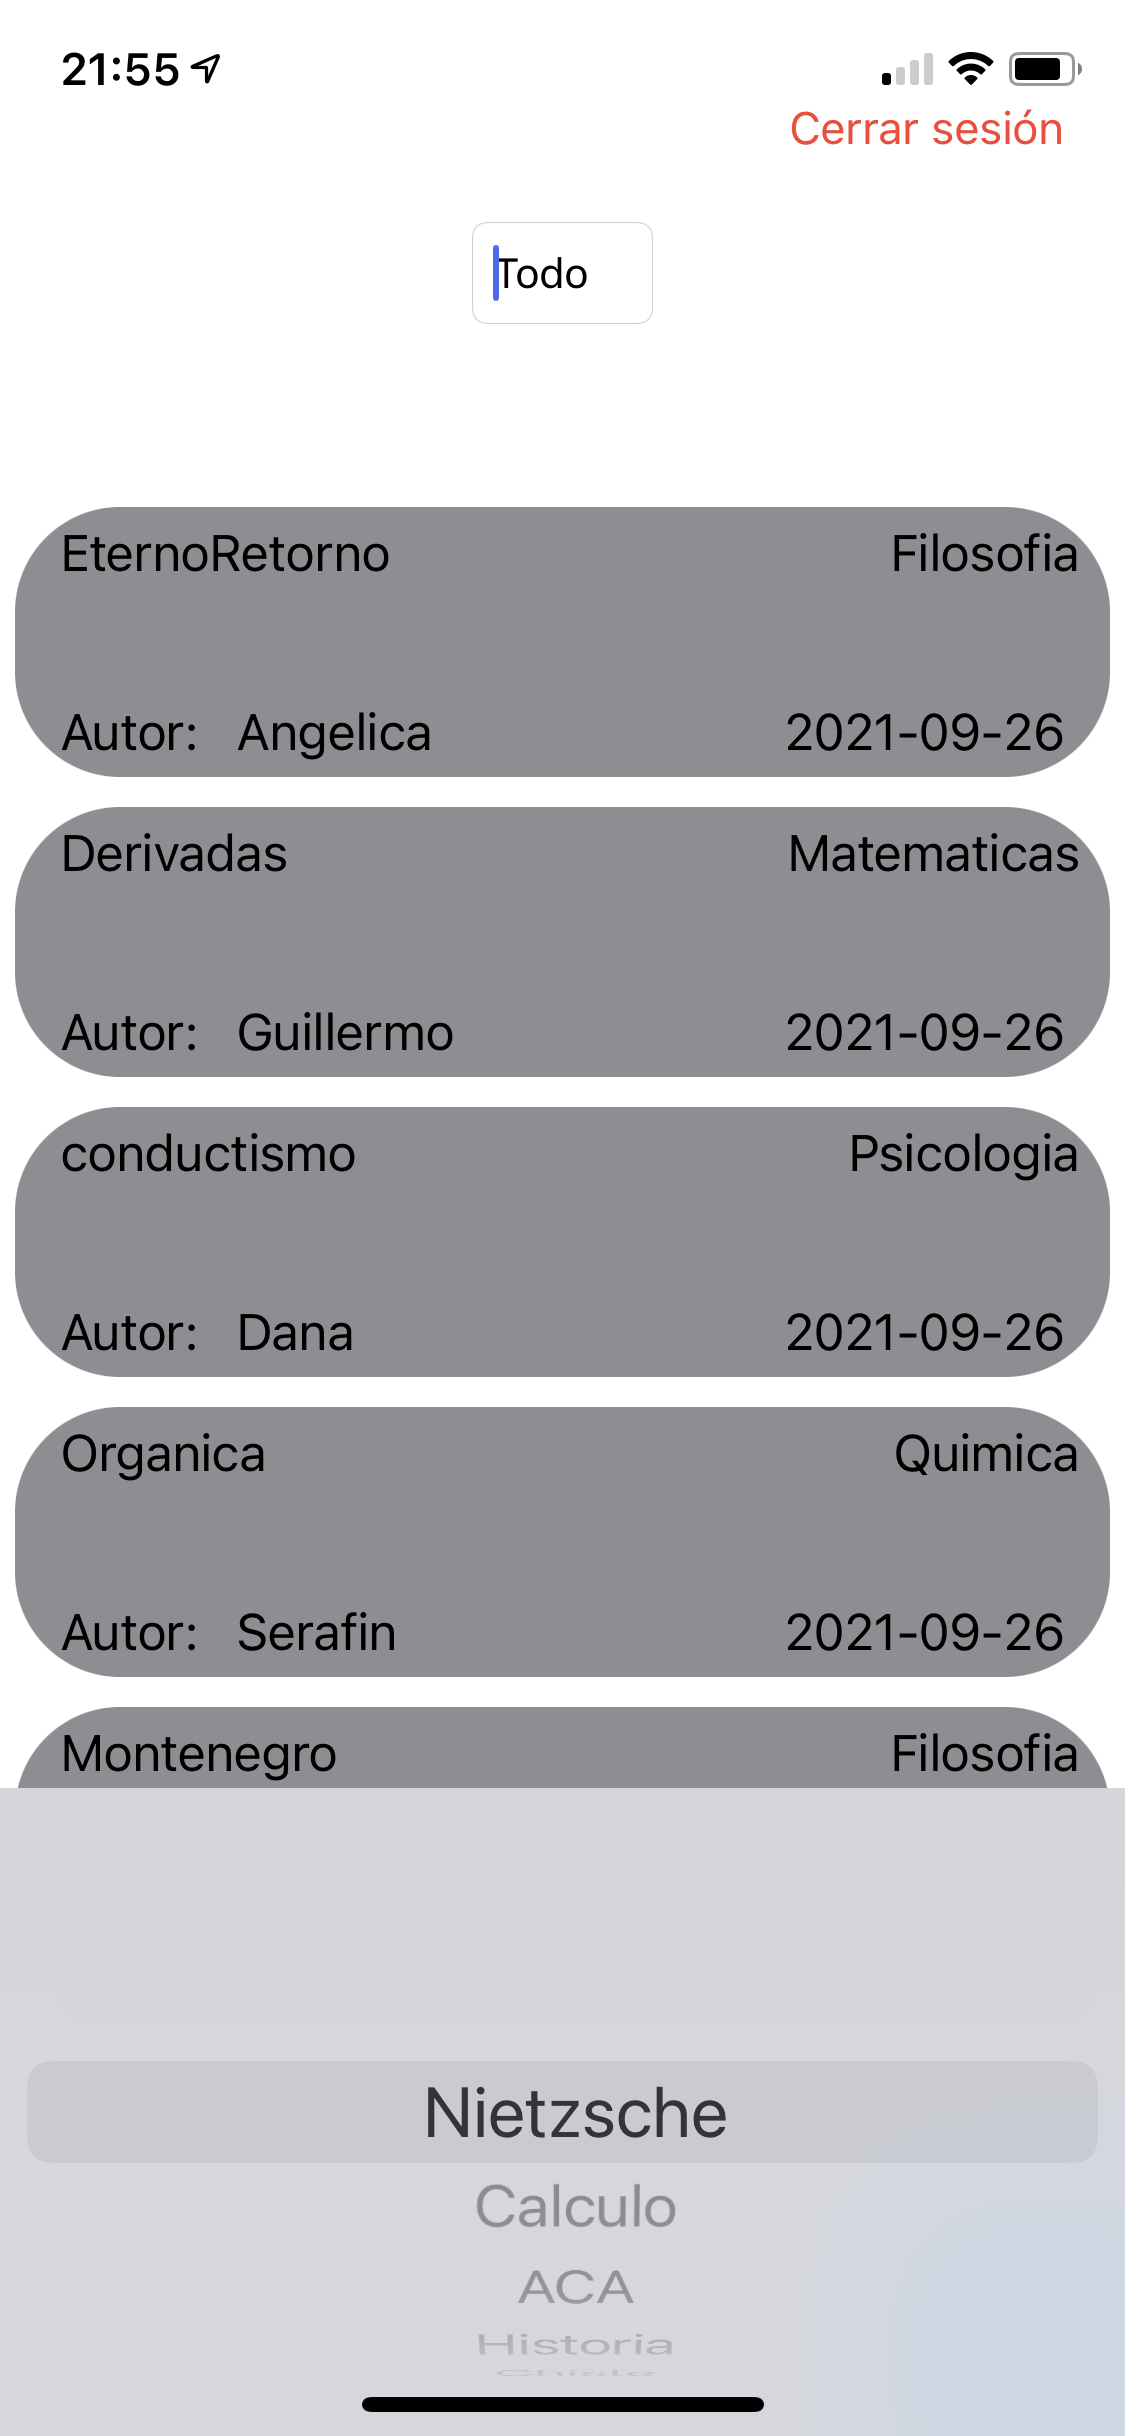 21:55
Cerrar sesión
Todo
EternoRetorno Filosofia
Autor: Angelica 2021-09-26
Derivadas Matematicas
Autor: Guillermo 2021-09-26
conductismo Psicologia
Autor: Dana 2021-09-26
Organica Quimica
Autor: Serafin 2021-09-26
Montenegro Filosofia
Nietzsche
Calculo
ACA
Historia
Chiste